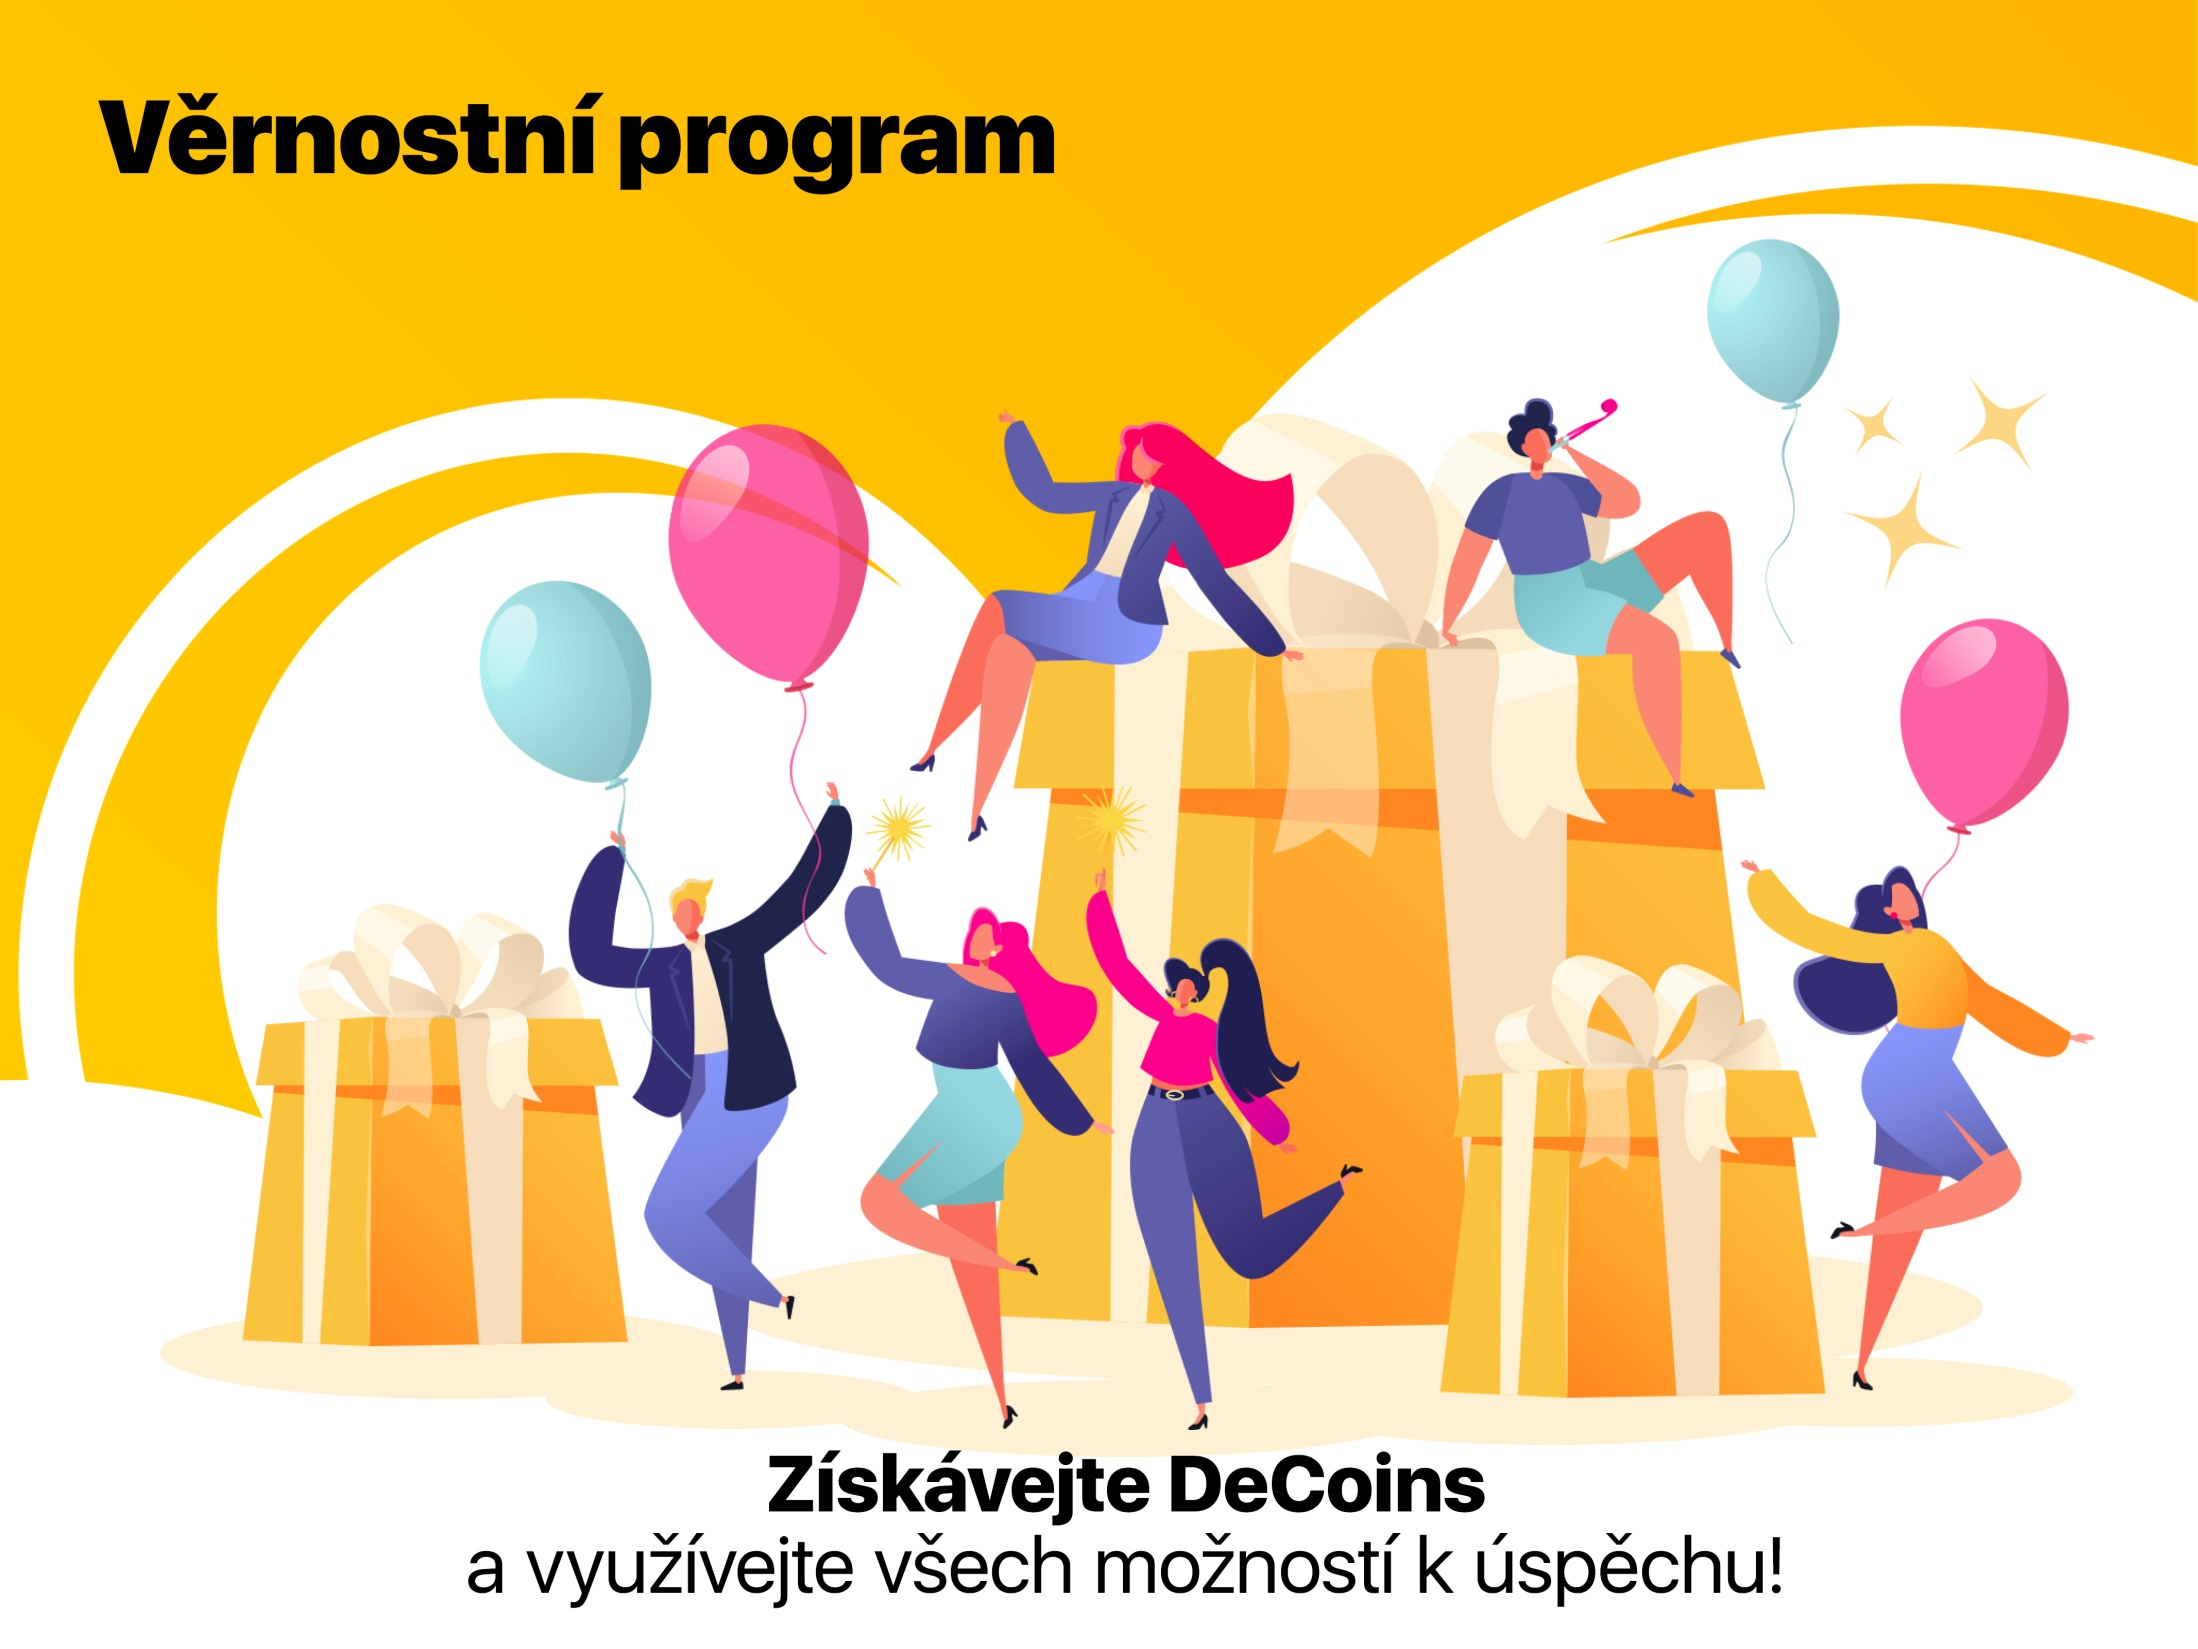 Věrnostní program
Získávejte DeCoins
a využívejte všech možností k úspěchu!